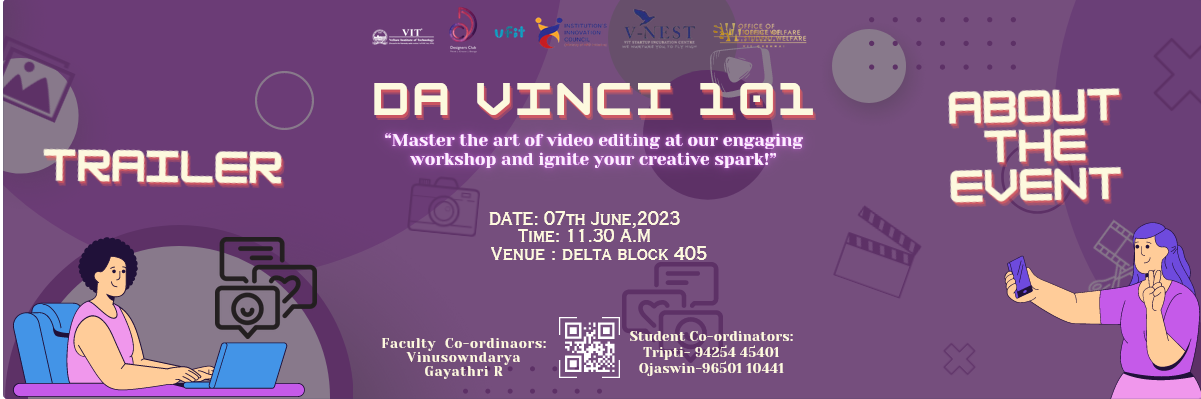 VIT
Designers Club
ufit
INSTITUTION'S
INNOVATION
COUNCIL
V-NEST
OFFICE OF
DA VINCI 101
“Master the art of video editing at our engaging
workshop and ignite your creative spark!”
TRAILER
ABOUT
THE
EVENT
DATE: 07TH JUNE,2023
TIME: 11.30 A.M
VENUE : DELTA BLOCK 405
Faculty Co-ordinaors:
Vinusowndarya
Gayathri R
Student Co-ordinators:
Tripti- 94254 45401
Ojaswin-96501 10441